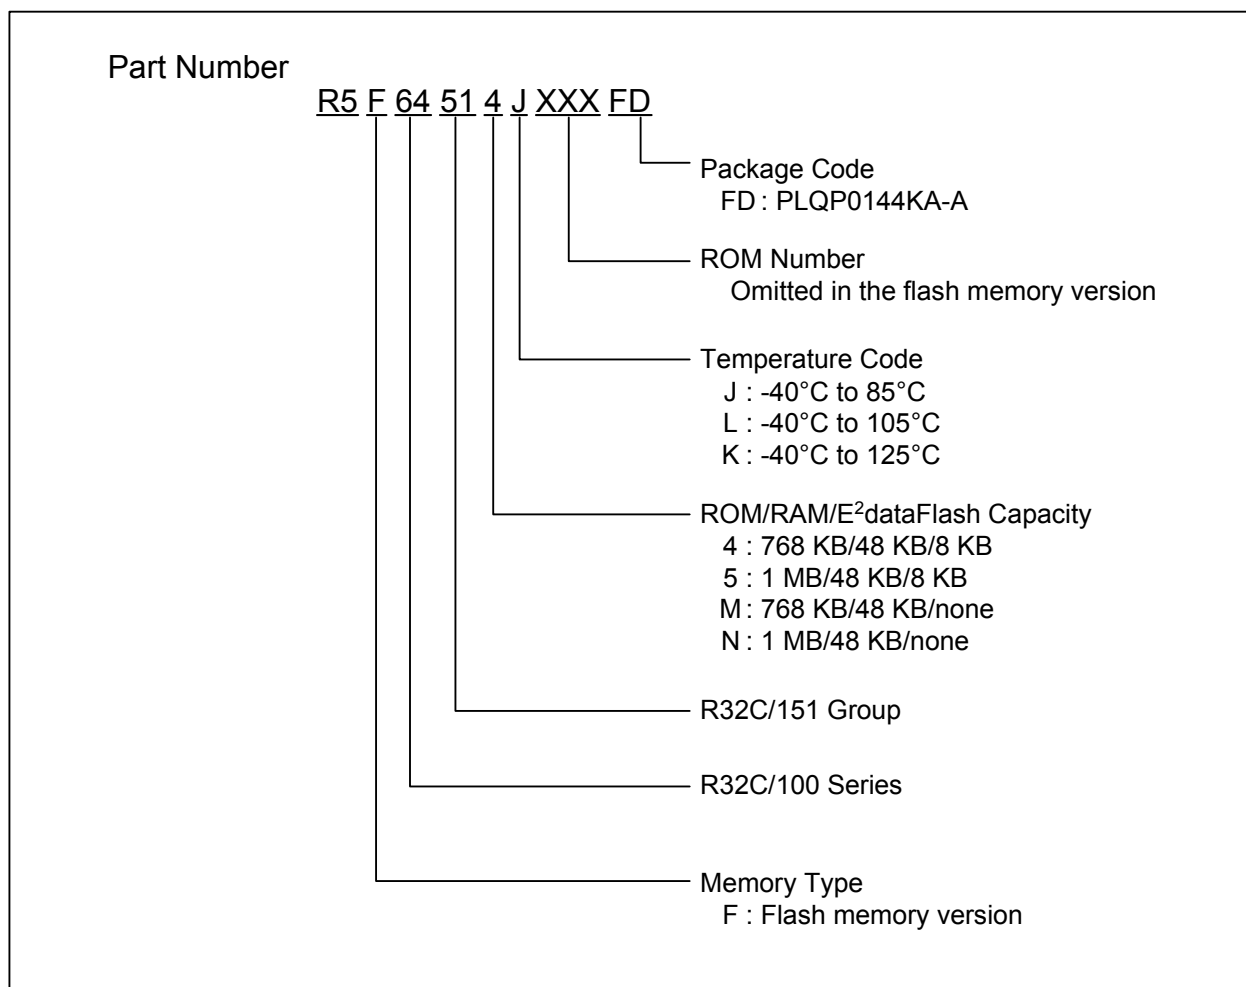 Part Number
R5 F 64 51 4 J XXX FD
Package Code
FD : PLQP0144KA-A
ROM Number
Omitted in the flash memory version
Temperature Code
J : -40°C to 85°C
L : -40°C to 105°C
K : -40°C to 125°C
ROM/RAM/E²dataFlash Capacity
4 : 768 KB/48 KB/8 KB
5 : 1 MB/48 KB/8 KB
M : 768 KB/48 KB/none
N : 1 MB/48 KB/none
R32C/151 Group
R32C/100 Series
Memory Type
F : Flash memory version